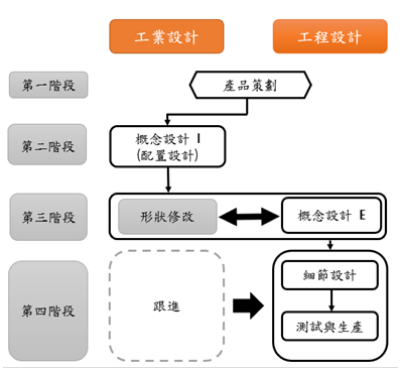 工業設計
工程設計
第一階段
產品策劃
第二階段
概念設計 I
(配置設計)
第三階段
形狀修改
概念設計 E
第四階段
跟進
細節設計
測試與生產